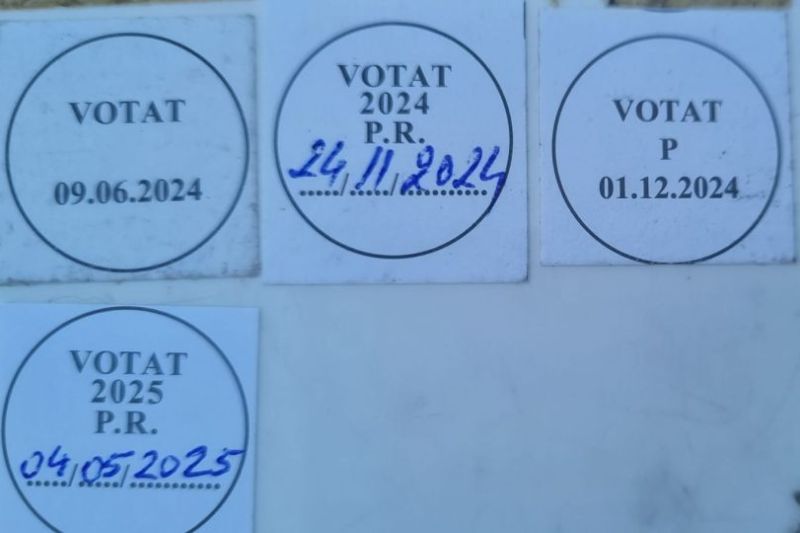 VOTAT
09.06.2024
VOTAT
2024
P.R.
24/11/2024
VOTAT
P
01.12.2024
VOTAT
2025
P.R.
04/05/2025